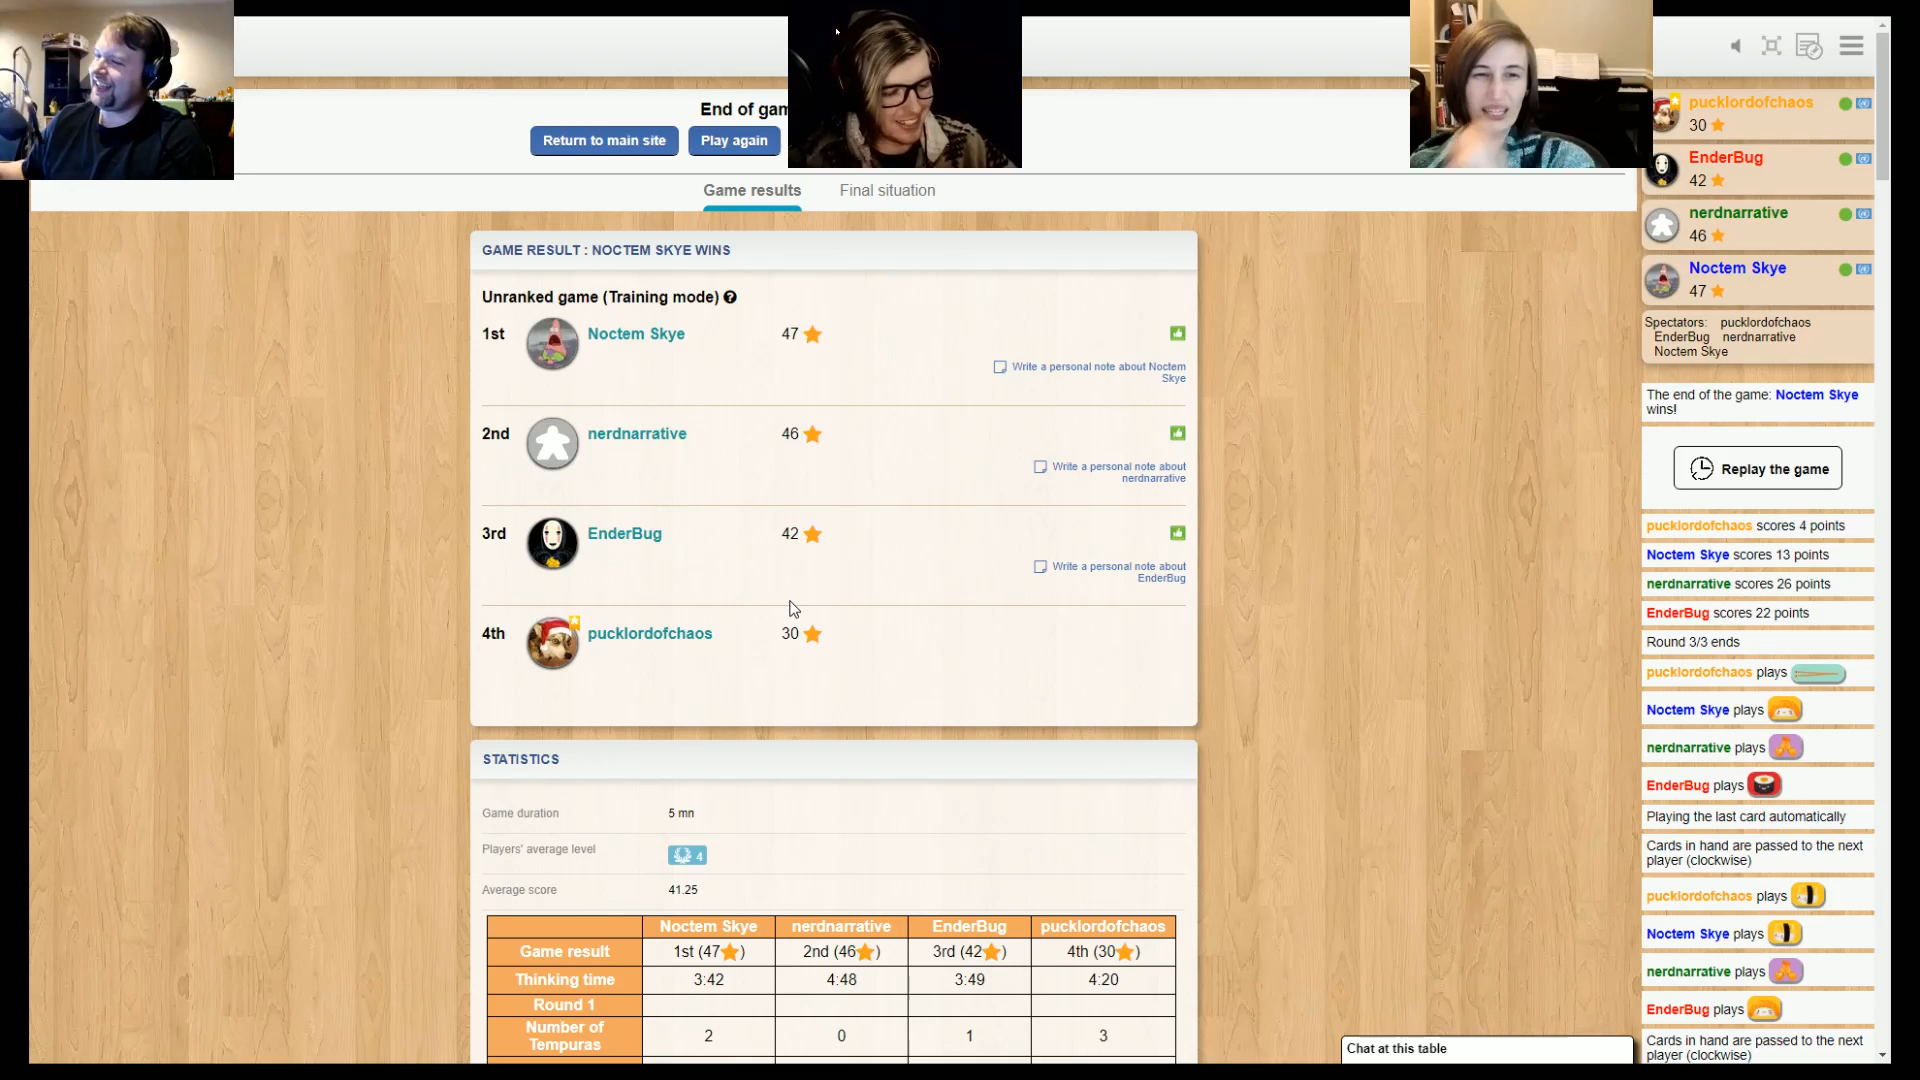 End of gam
Return to main site
Play again
Game results
Final situation
GAME RESULT : NOCTEM SKYE WINS
Unranked game (Training mode)
1st
Noctem Skye
47
Write a personal note about Noctem
Skye
2nd
nerdnarrative
46
Write a personal note about
nerdnarrative
3rd
EnderBug
42
Write a personal note about
EnderBug
4th
pucklordofchaos
30
STATISTICS
Game duration
5 mn
Players' average level
4
Average score
41.25
Noctem Skye nerdnarrative EnderBug pucklordofchaos
Game result 1st (47) 2nd (46) 3rd (42) 4th (30)
Thinking time 3:42 4:48 3:49 4:20
Round 1
Number of
Tempuras
2 0 1 3
pucklordofchaos
30
EnderBug
42
nerdnarrative
46
Noctem Skye
47
Spectators: pucklordofchaos
EnderBug nerdnarrative
Noctem Skye
The end of the game: Noctem Skye
wins!
Replay the game
pucklordofchaos scores 4 points
Noctem Skye scores 13 points
nerdnarrative scores 26 points
EnderBug scores 22 points
Round 3/3 ends
pucklordofchaos plays
Noctem Skye plays
nerdnarrative plays
EnderBug plays
Playing the last card automatically
Cards in hand are passed to the next
player (clockwise)
pucklordofchaos plays
Noctem Skye plays
nerdnarrative plays
EnderBug plays
Cards in hand are passed to the next
player (clockwise)
Chat at this table